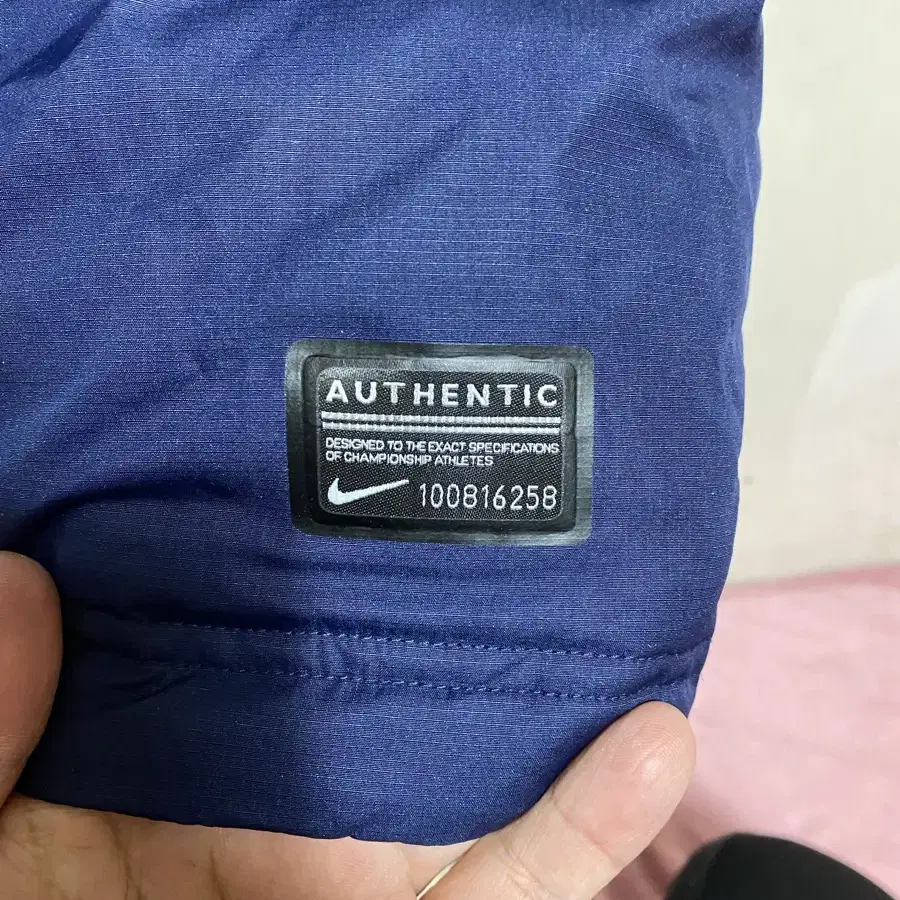 AUTHENTIC
DESIGNED TO THE EXACT SPECIFICATIONS
OF CHAMPIONSHIP ATHLETES
100816258